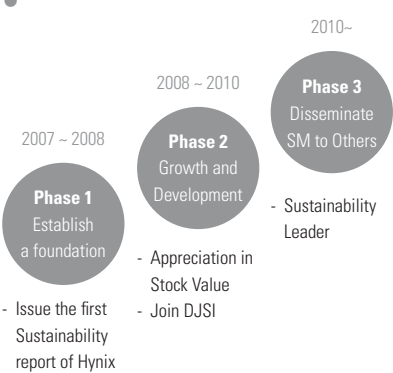 2007 ~ 2008
Phase 1
Establish
a foundation
- Issue the first
Sustainability
report of Hynix
2008 ~ 2010
Phase 2
Growth and
Development
- Appreciation in
Stock Value
- Join DJSI
2010~
Phase 3
Disseminate
SM to Others
- Sustainability
Leader